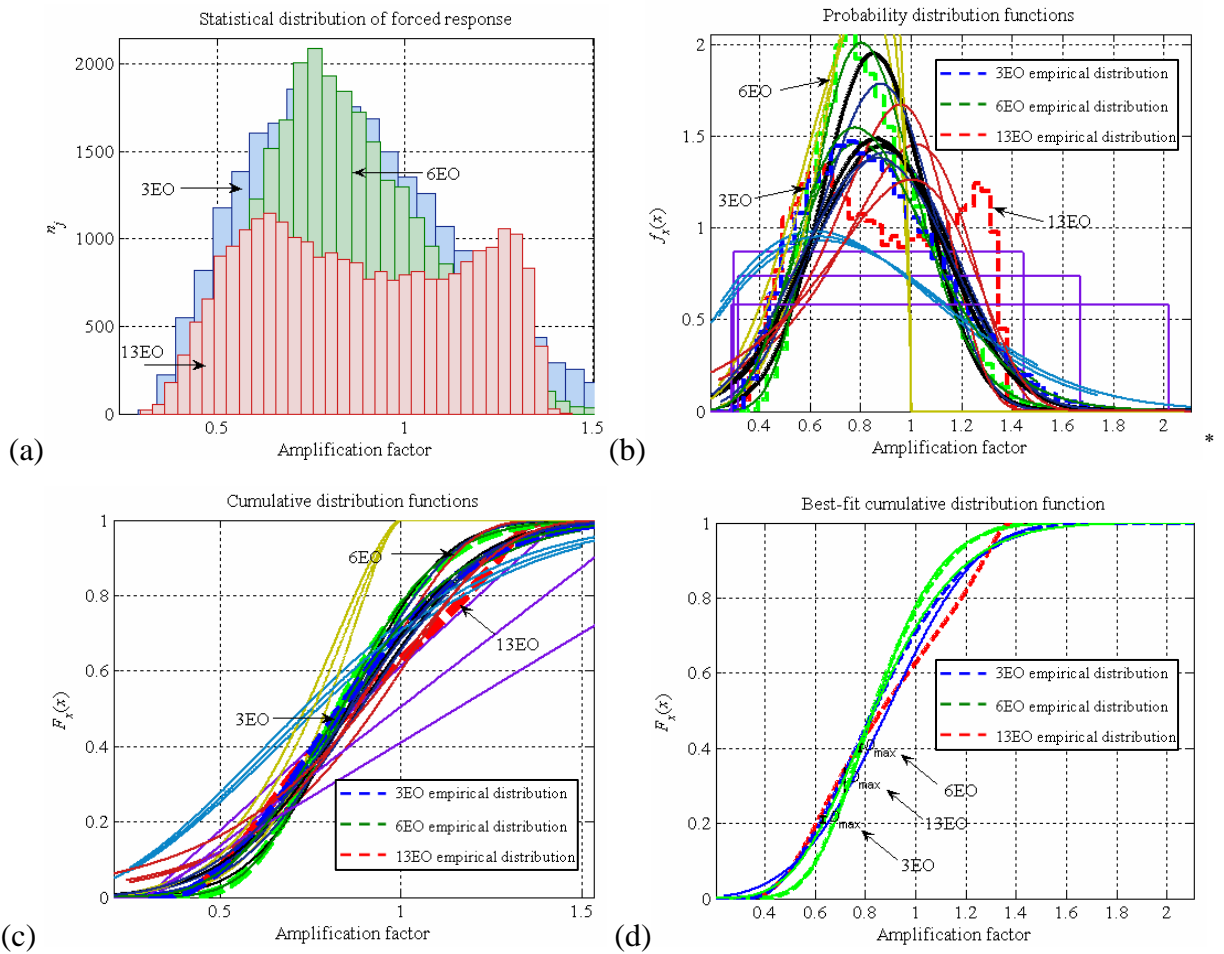 Statistical distribution of forced response
n_j
2000
1500
1000
500
0
3EO
6EO
13EO
0.5
1
1.5
Amplification factor
(a)
Probability distribution functions
f_x(x)
2
1.5
1
0.5
0
6EO
3EO
13EO
3EO empirical distribution
6EO empirical distribution
13EO empirical distribution
0.4
0.6
0.8
1
1.2
1.4
1.6
1.8
2
Amplification factor
*
(b)
Cumulative distribution functions
F_x(x)
1
0.8
0.6
0.4
0.2
0
6EO
13EO
3EO
3EO empirical distribution
6EO empirical distribution
13EO empirical distribution
0.5
1
1.5
Amplification factor
(c)
Best-fit cumulative distribution function
F_x(x)
1
0.8
0.6
0.4
0.2
0
3EO empirical distribution
6EO empirical distribution
13EO empirical distribution
max
6EO
max
13EO
max
3EO
0.4
0.6
0.8
1
1.2
1.4
1.6
1.8
2
Amplification factor
(d)